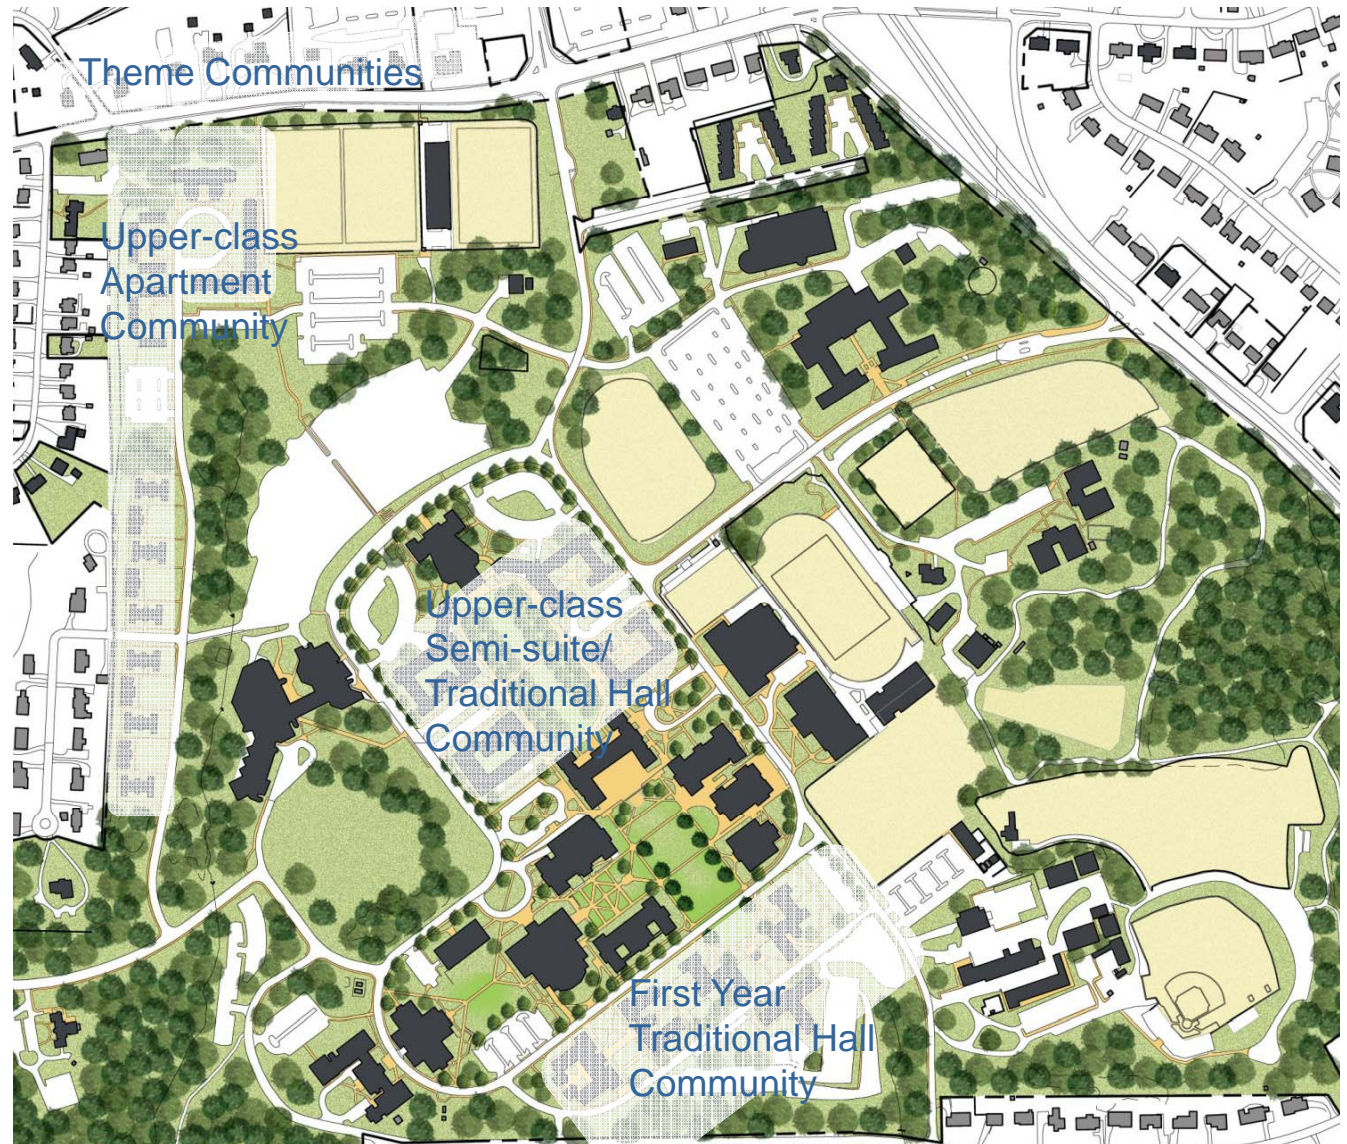 Theme Communities
Upper-class
Apartment
Community
Upper-class
Semi-suite/
Traditional Hall
Community
First Year
Traditional Hall
Community